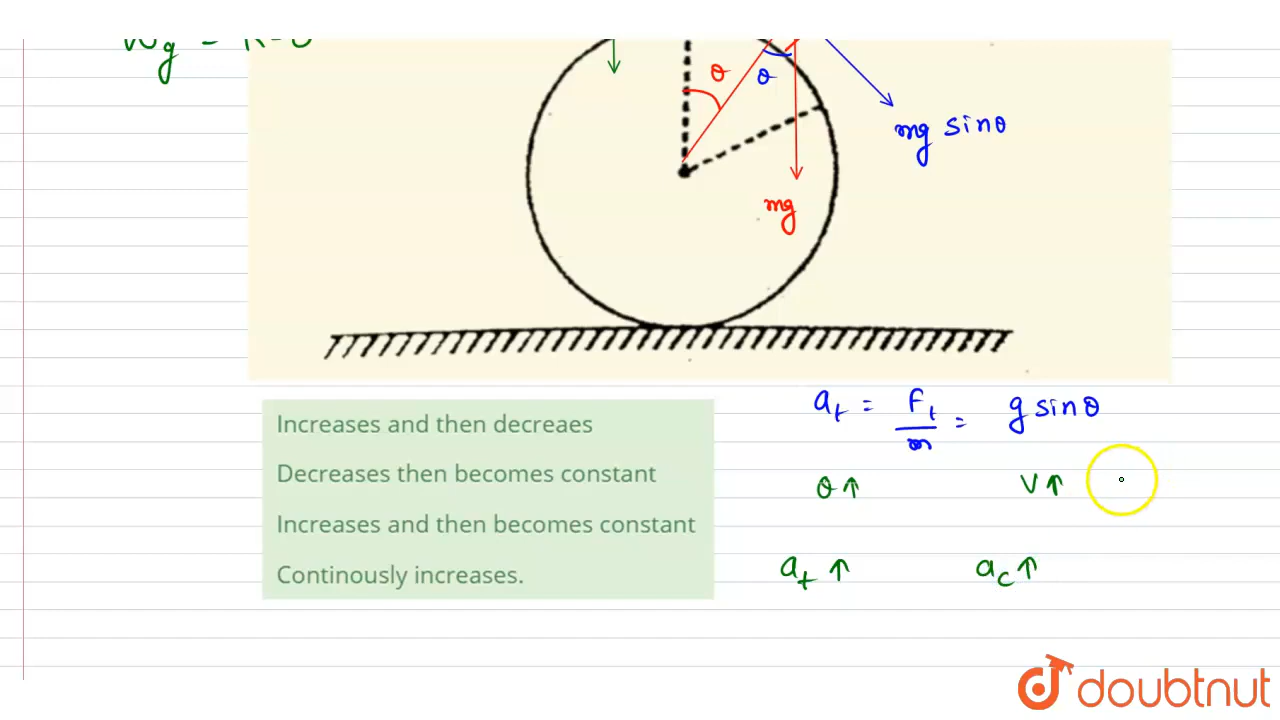 θ
θ
mg sinθ
mg
a_t = F_t/m = g sinθ
Increases and then decreaes
Decreases then becomes constant
θ↑ V↑
Increases and then becomes constant
Continously increases.
a_t ↑ a_c ↑
doubtnut